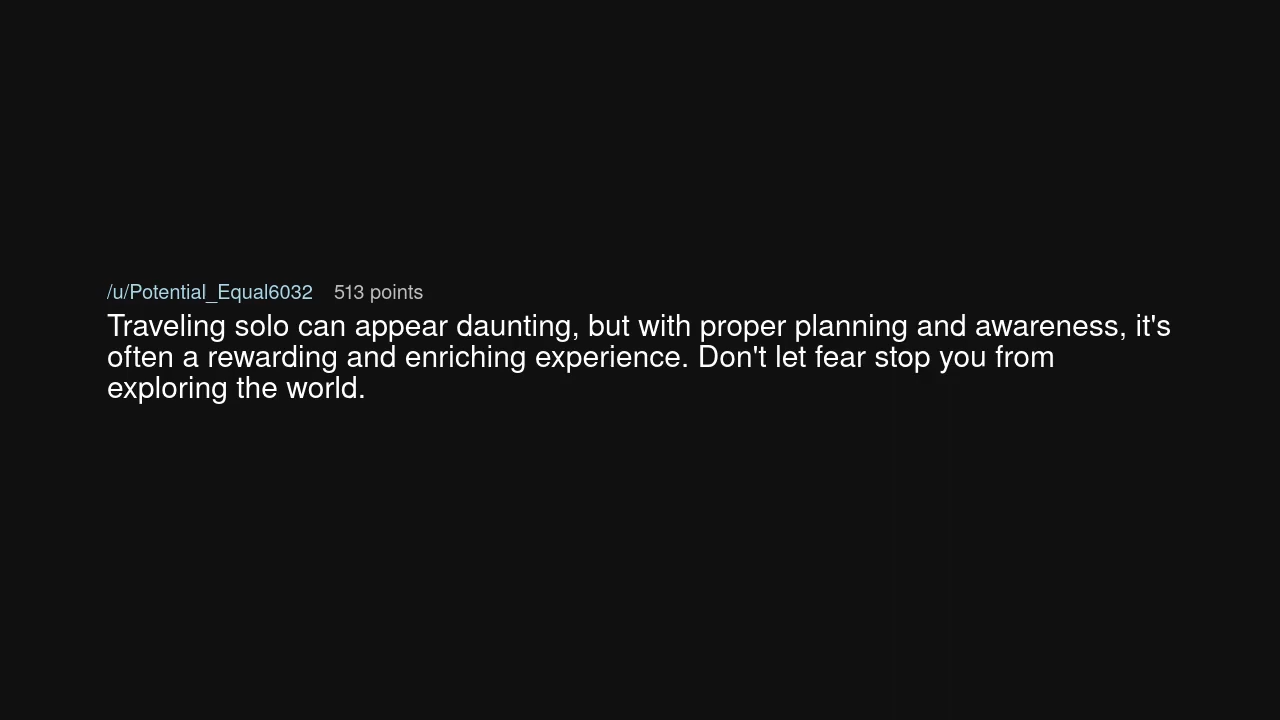 /u/Potential_Equal6032 513 points
Traveling solo can appear daunting, but with proper planning and awareness, it's
often a rewarding and enriching experience. Don't let fear stop you from
exploring the world.